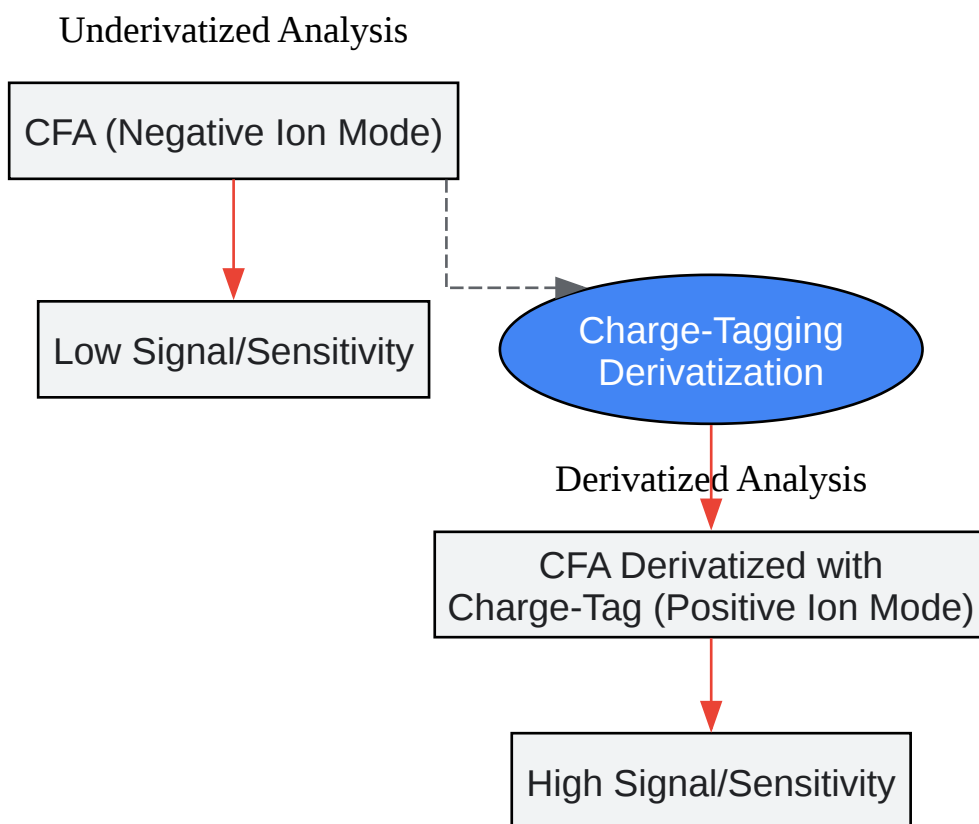 Underivatized Analysis
CFA (Negative Ion Mode)
Low Signal/Sensitivity
Charge-Tagging
Derivatization
Derivatized Analysis
CFA Derivatized with
Charge-Tag (Positive Ion Mode)
High Signal/Sensitivity